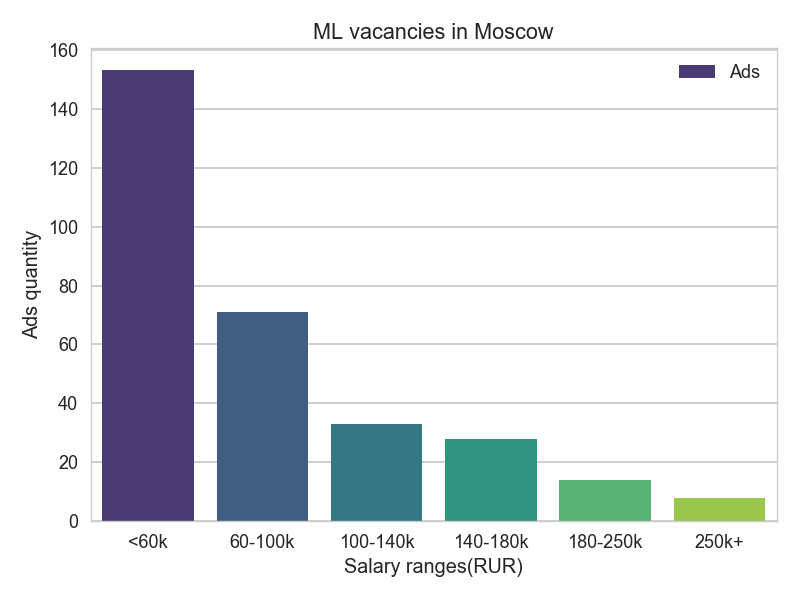 ML vacancies in Moscow
Ads
160
140
120
100
80
60
40
20
0
Ads quantity
<60k 60-100k 100-140k 140-180k 180-250k 250k+
Salary ranges(RUR)